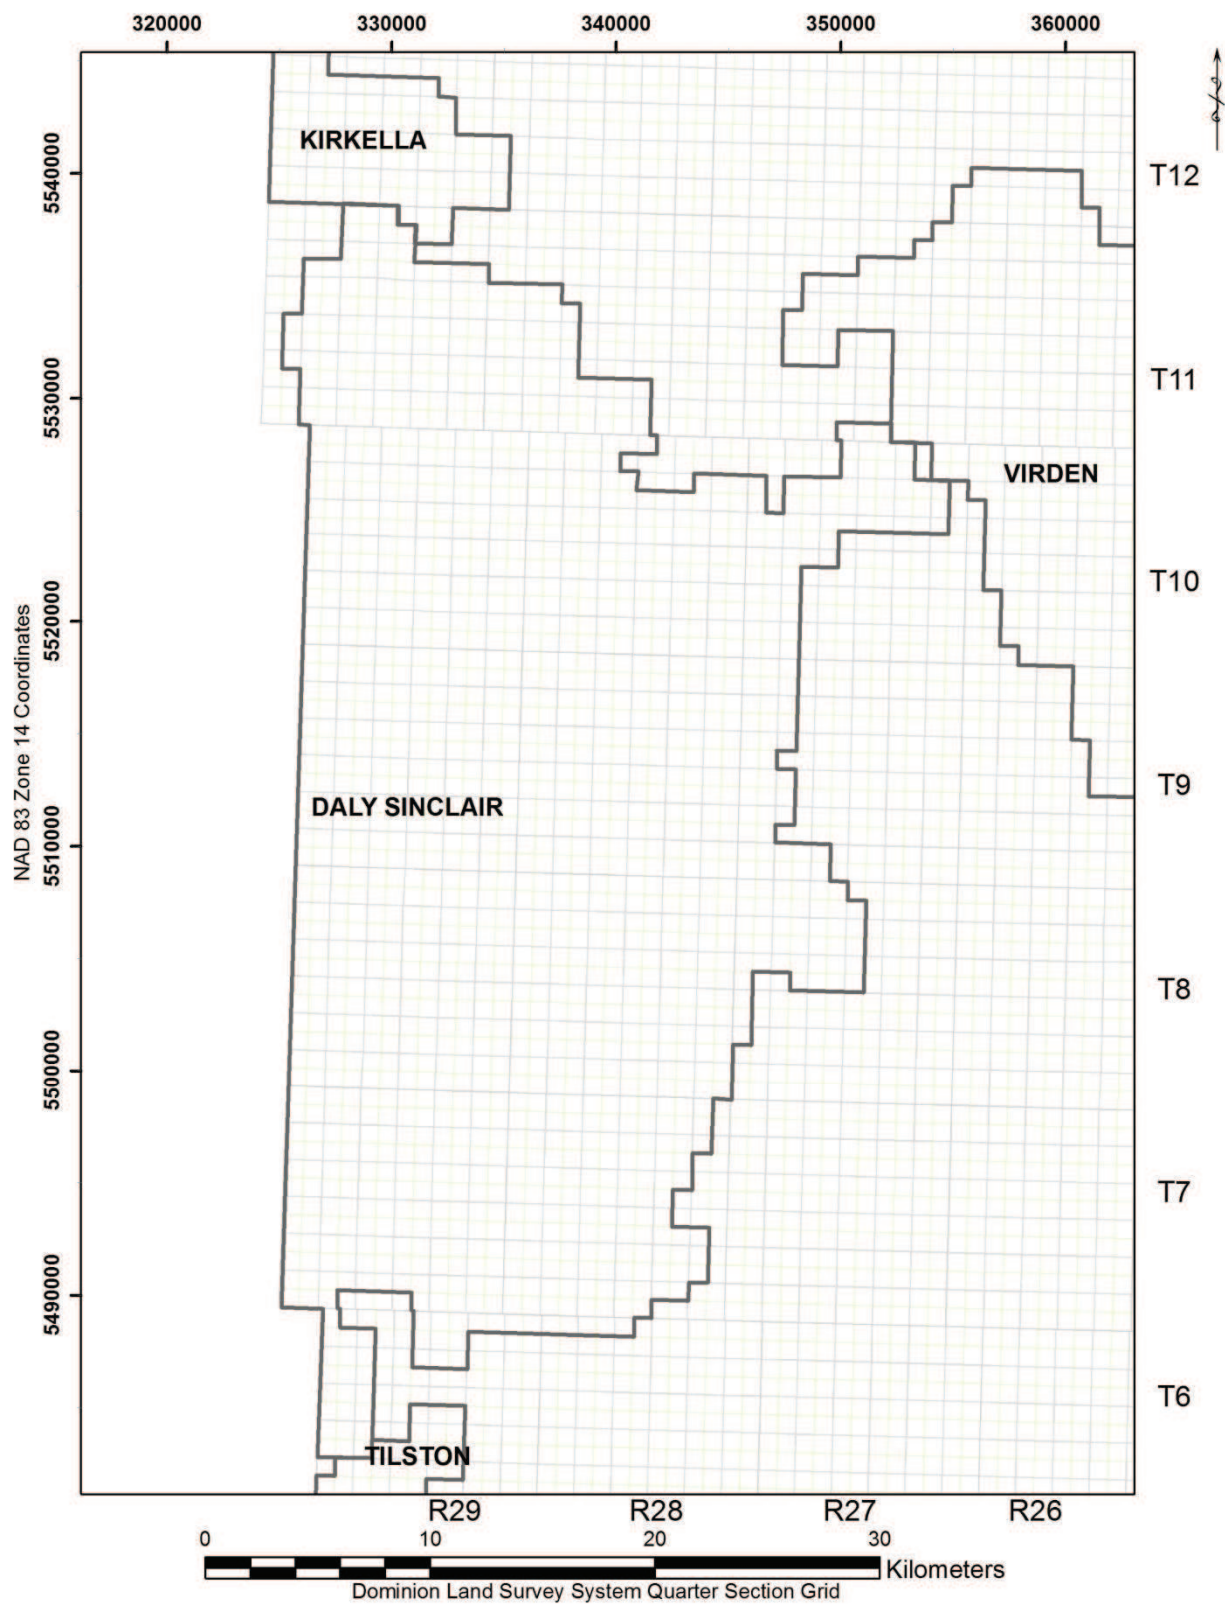 320000 330000 340000 350000 360000
KIRKELLA
5540000
T12
5530000
T11
VIRDEN
T10
5520000
NAD 83 Zone 14 Coordinates
T9
DALY SINCLAIR
5510000
T8
5500000
T7
5490000
T6
TILSTON
R29 R28 R27 R26
0 10 20 30
Kilometers
Dominion Land Survey System Quarter Section Grid